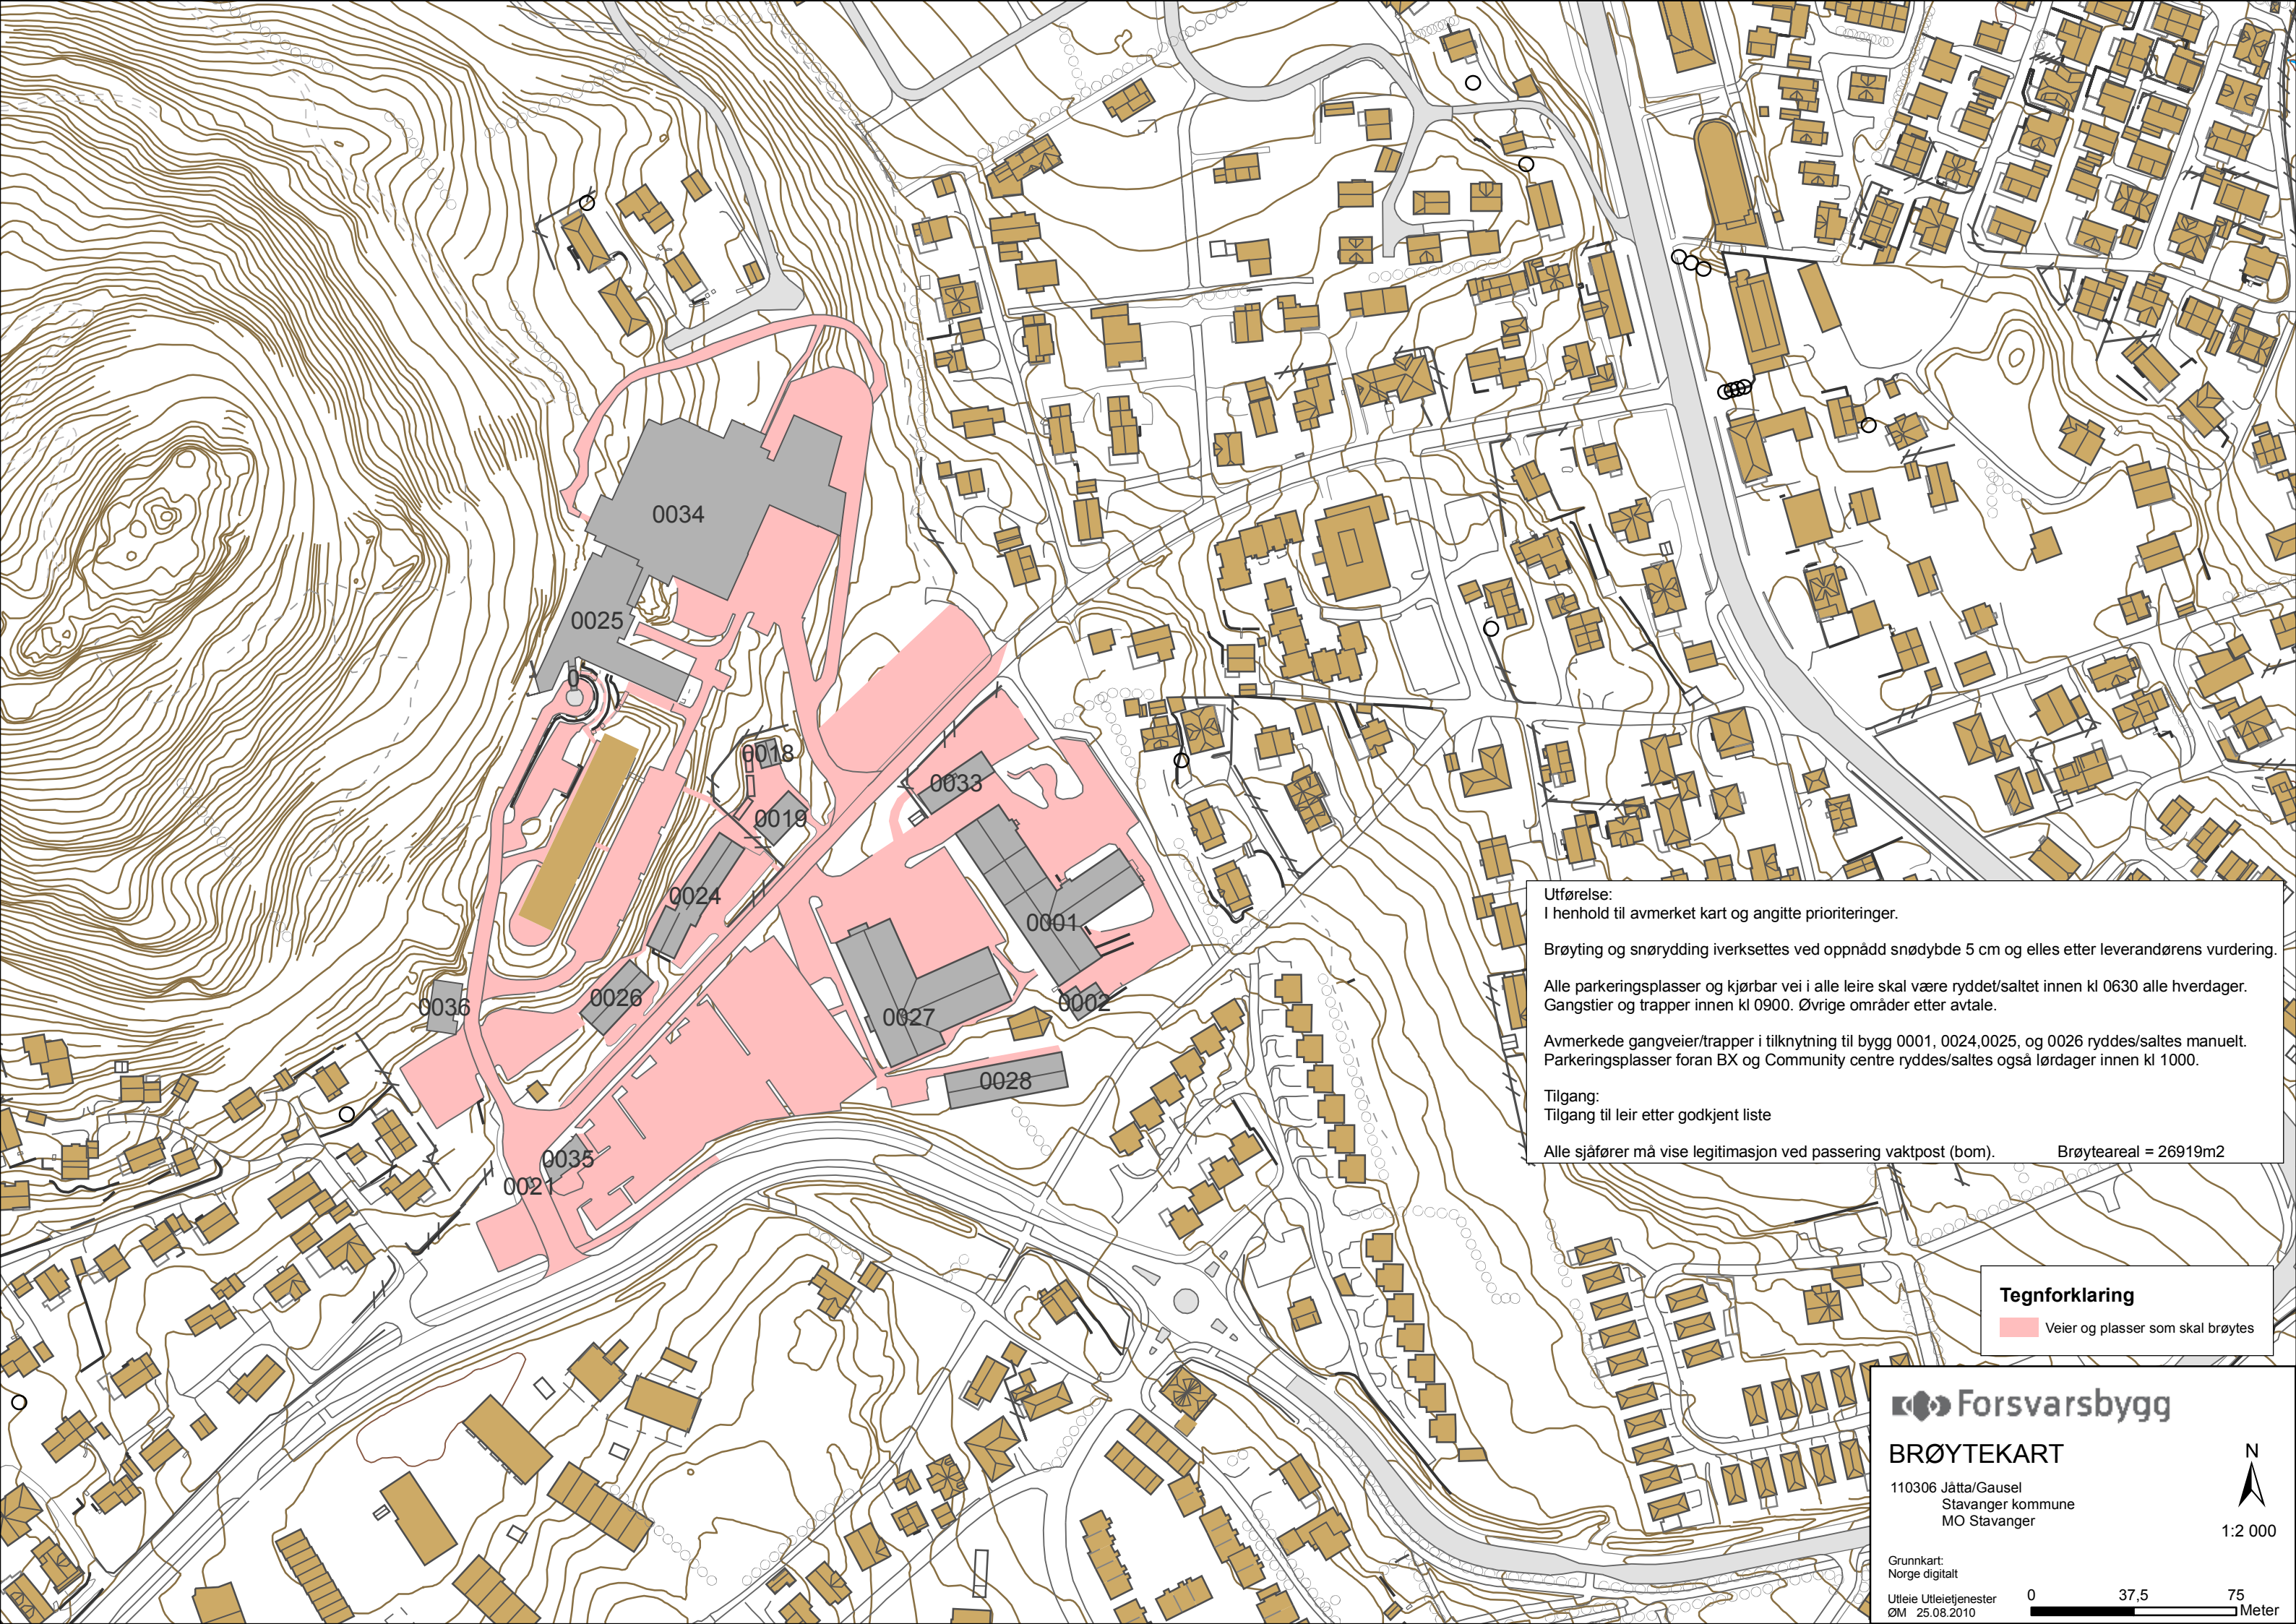 0034
0025
0
0018
0033
0019
0024
0001
0036
0026
0027
0002
0028
0035
0021
Utførelse:
I henhold til avmerket kart og angitte prioriteringer.
Brøyting og snørydding iverksettes ved oppnådd snødybde 5 cm og elles etter leverandørens vurdering.
Alle parkeringsplasser og kjørbar vei i alle leire skal være ryddet/saltet innen kl 0630 alle hverdager.
Gangstier og trapper innen kl 0900. Øvrige områder etter avtale.
Avmerkede gangveier/trapper i tilknytning til bygg 0001, 0024,0025, og 0026 ryddes/saltes manuelt.
Parkeringsplasser foran BX og Community centre ryddes/saltes også lørdager innen kl 1000.
Tilgang:
Tilgang til leir etter godkjent liste
Alle sjåfører må vise legitimasjon ved passering vaktpost (bom). Brøyteareal = 26919m2
Tegnforklaring
Veier og plasser som skal brøytes
Forsvarsbygg
BRØYTEKART
110306 Jåtta/Gausel
Stavanger kommune
MO Stavanger
N
1:2 000
Grunnkart:
Norge digitalt
Utleie Utleietjenester
ØM 25.08.2010
0 37,5 75
Meter